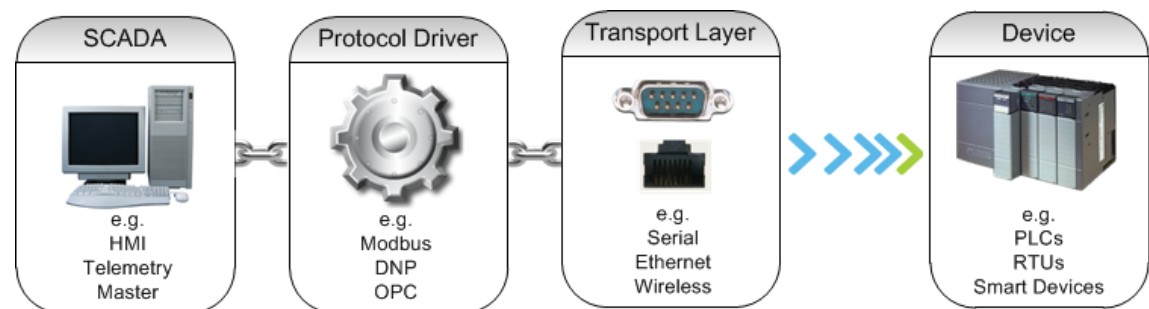 SCADA
e.g.
HMI
Telemetry
Master
Protocol Driver
e.g.
Modbus
DNP
OPC
Transport Layer
e.g.
Serial
Ethernet
Wireless
Device
e.g.
PLCs
RTUs
Smart Devices